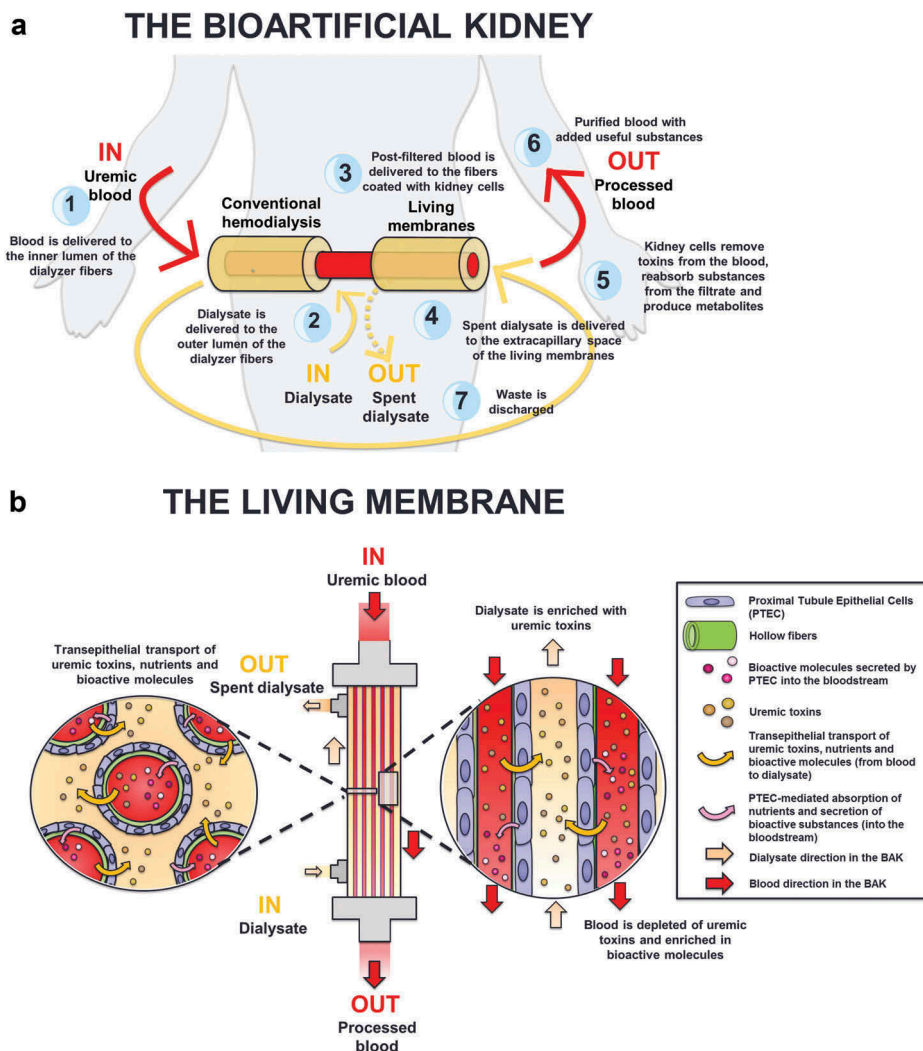 a
THE BIOARTIFICIAL KIDNEY
IN
Uremic
blood
1
Blood is delivered to
the inner lumen of the
dialyzer fibers
Conventional
hemodialysis
3
Post-filtered blood is
delivered to the fibers
coated with kidney cells
Living
membranes
6
Purified blood with
added useful substances
OUT
Processed
blood
5
Kidney cells remove
toxins from the blood,
reabsorb substances
from the filtrate and
produce metabolites
Dialysate is
delivered to the
outer lumen of the
dialyzer fibers
2
IN
Dialysate
OUT
Spent
dialysate
4
Spent dialysate is delivered
to the extracapillary space
of the living membranes
7
Waste is
discharged
b
THE LIVING MEMBRANE
IN
Uremic blood
Transepithelial transport of
uremic toxins, nutrients and
bioactive molecules
OUT
Spent dialysate
Dialysate is enriched with
uremic toxins
IN
Dialysate
OUT
Processed
blood
Blood is depleted of uremic
toxins and enriched in
bioactive molecules
Proximal Tubule Epithelial Cells
(PTEC)
Hollow fibers
Bioactive molecules secreted by
PTEC into the bloodstream
Uremic toxins
Transepithelial transport of
uremic toxins, nutrients and
bioactive molecules (from blood
to dialysate)
PTEC-mediated absorption of
nutrients and secretion of
bioactive substances (into the
bloodstream)
Dialysate direction in the BAK
Blood direction in the BAK